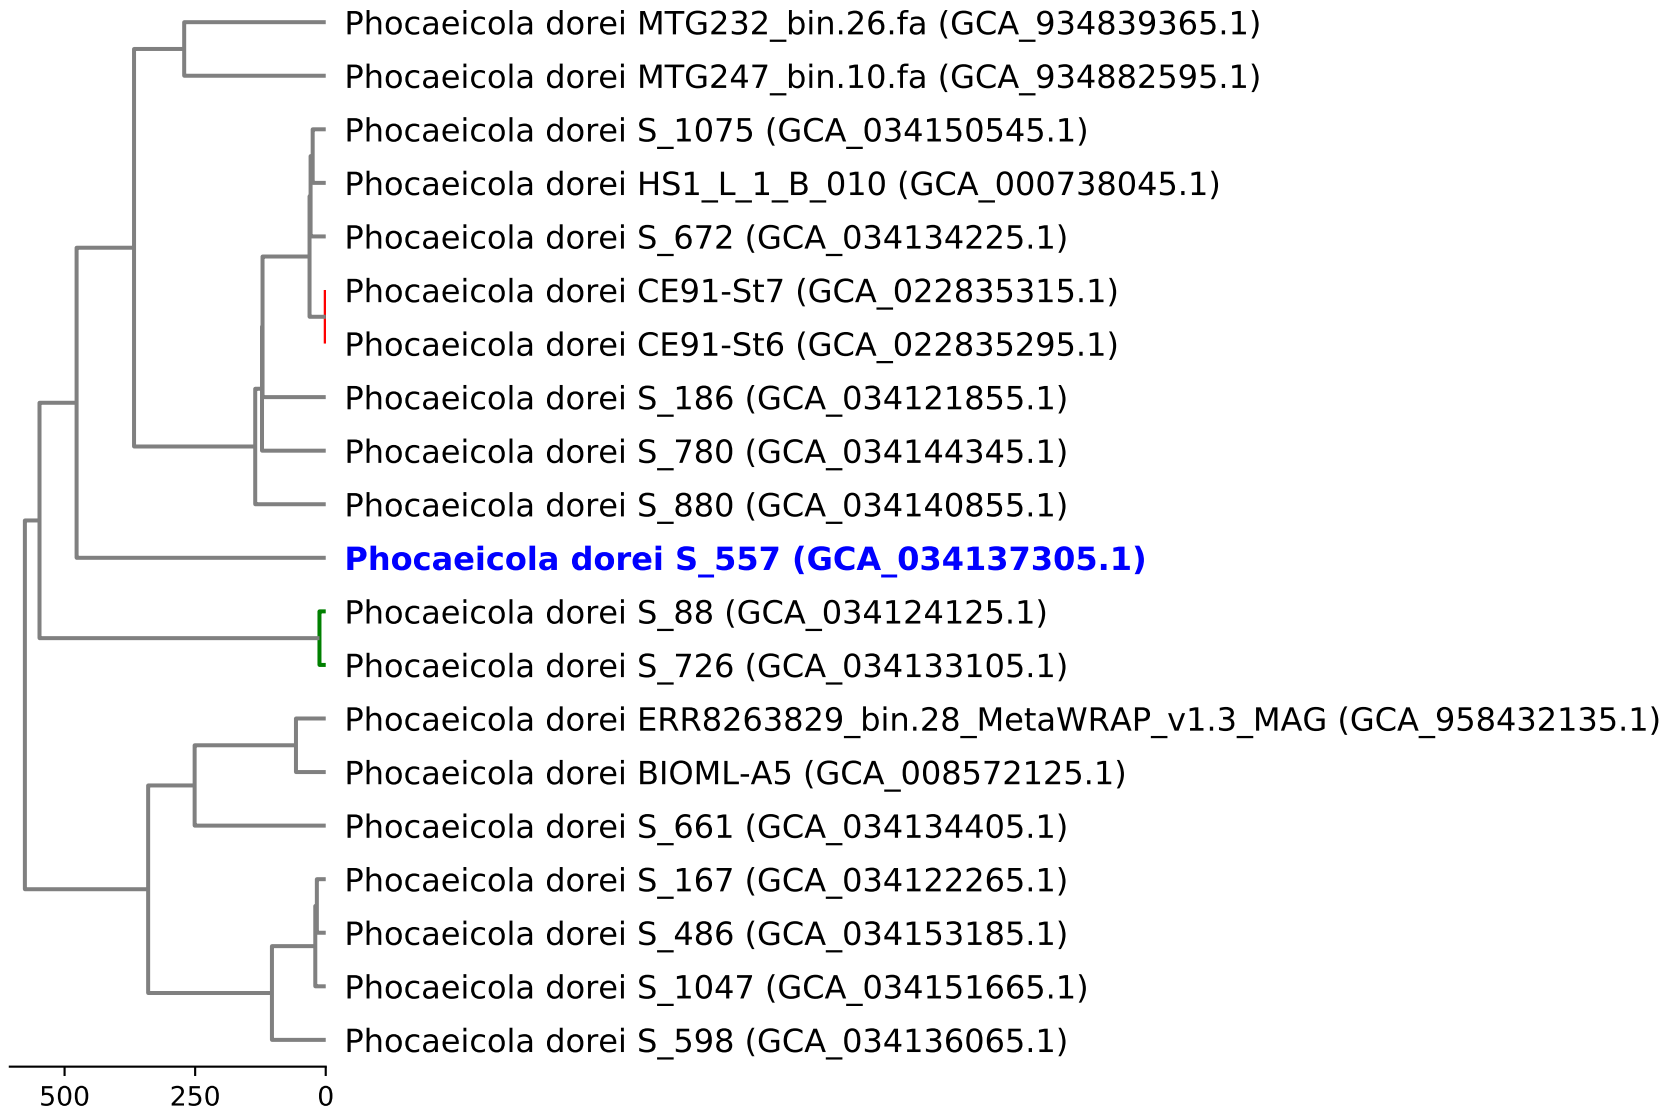 Phocaeicola dorei MTG232_bin.26.fa (GCA_934839365.1)
Phocaeicola dorei MTG247_bin.10.fa (GCA_934882595.1)
Phocaeicola dorei S_1075 (GCA_034150545.1)
Phocaeicola dorei HS1_L_1_B_010 (GCA_000738045.1)
Phocaeicola dorei S_672 (GCA_034134225.1)
Phocaeicola dorei CE91-St7 (GCA_022835315.1)
Phocaeicola dorei CE91-St6 (GCA_022835295.1)
Phocaeicola dorei S_186 (GCA_034121855.1)
Phocaeicola dorei S_780 (GCA_034144345.1)
Phocaeicola dorei S_880 (GCA_034140855.1)
Phocaeicola dorei S_557 (GCA_034137305.1)
Phocaeicola dorei S_88 (GCA_034124125.1)
Phocaeicola dorei S_726 (GCA_034133105.1)
Phocaeicola dorei ERR8263829_bin.28_MetaWRAP_v1.3_MAG (GCA_958432135.1)
Phocaeicola dorei BIOML-A5 (GCA_008572125.1)
Phocaeicola dorei S_661 (GCA_034134405.1)
Phocaeicola dorei S_167 (GCA_034122265.1)
Phocaeicola dorei S_486 (GCA_034153185.1)
Phocaeicola dorei S_1047 (GCA_034151665.1)
Phocaeicola dorei S_598 (GCA_034136065.1)
500 250 0